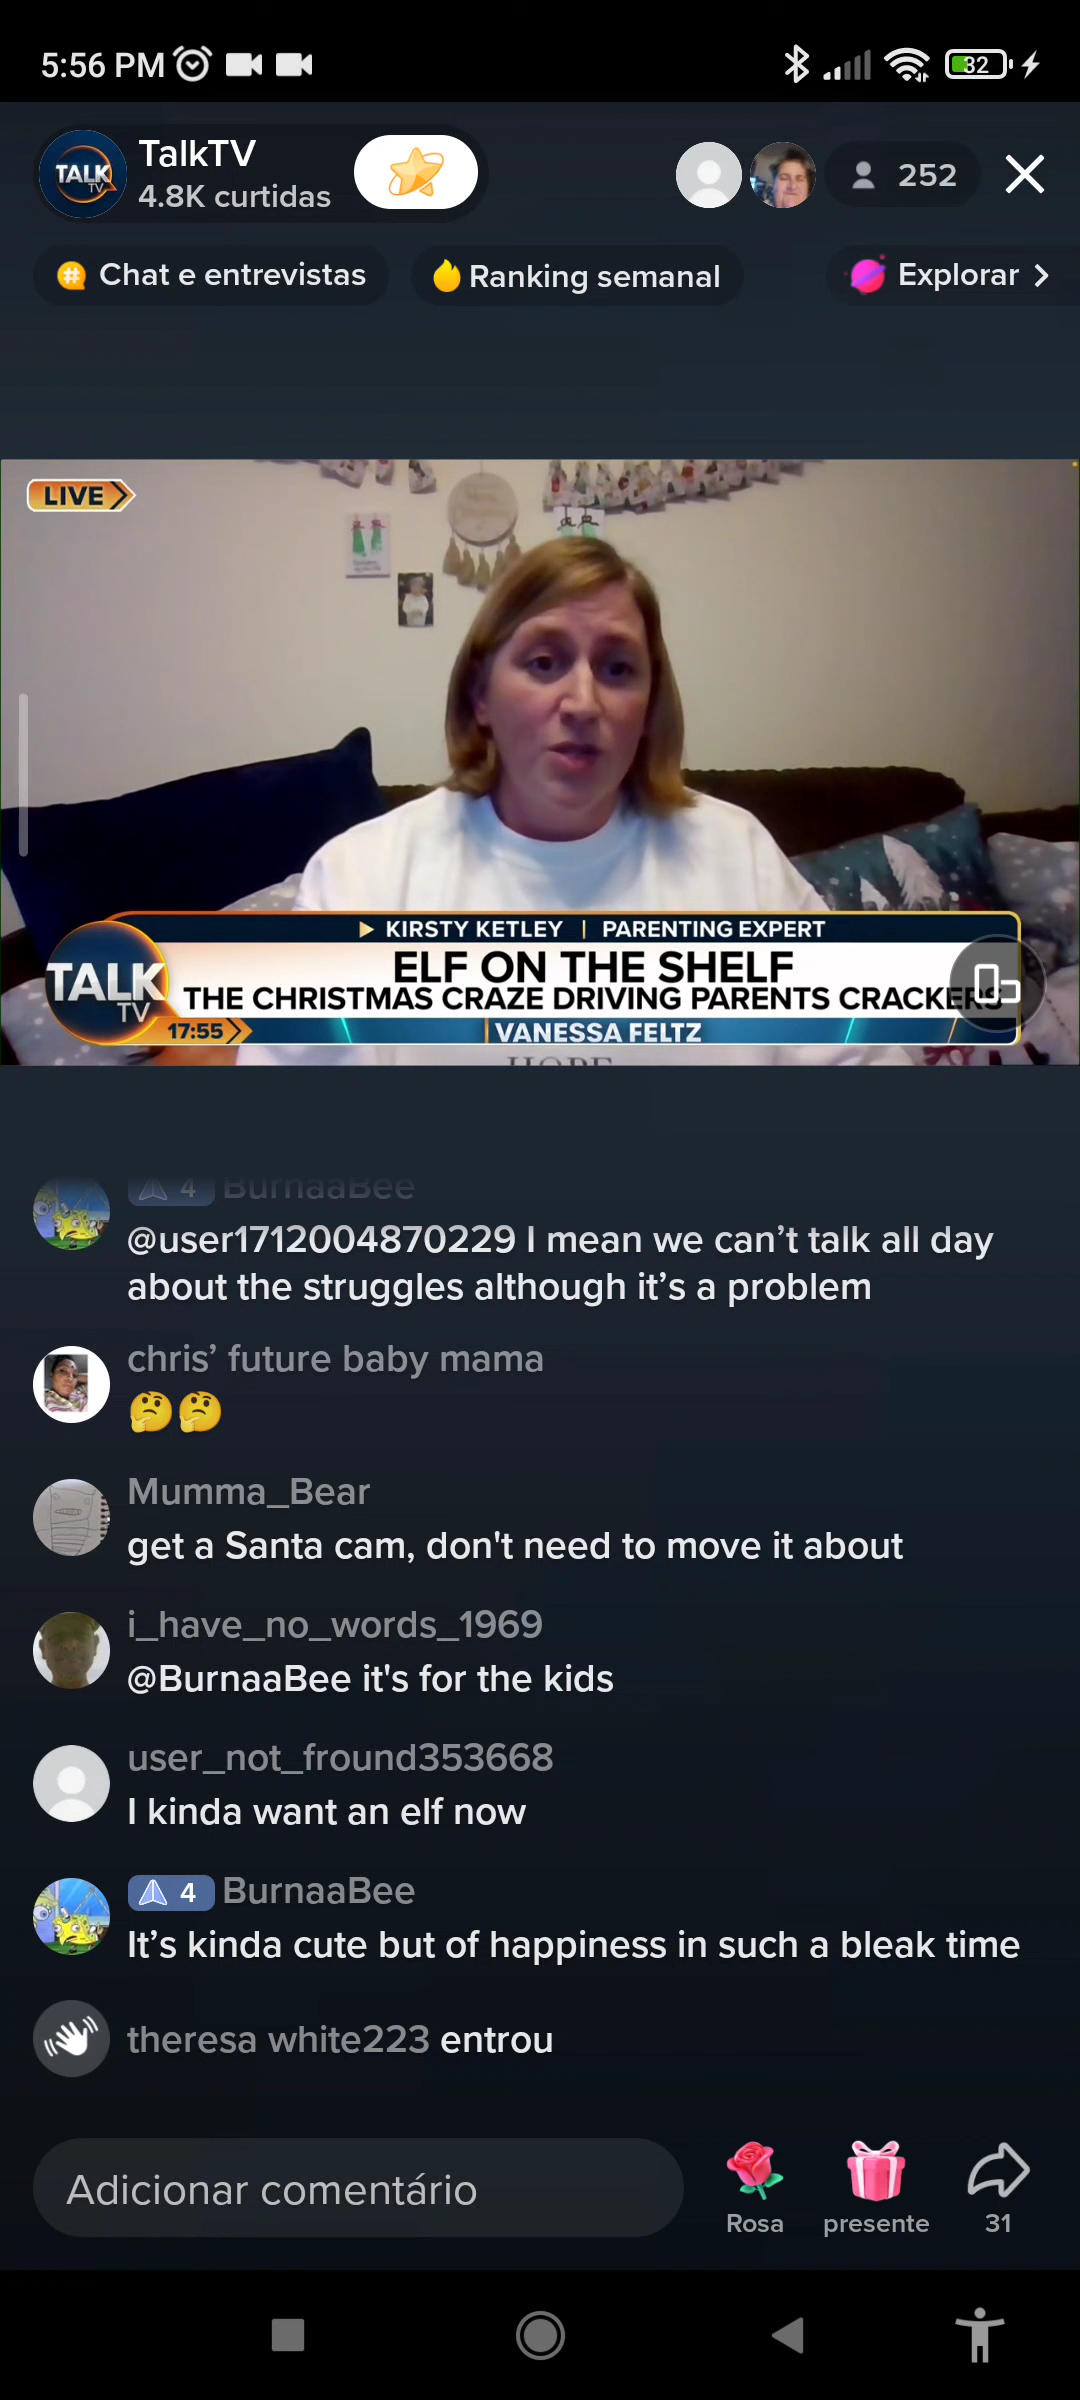 5:56 PM
32
TALK
TV
TalkTV
4.8K curtidas
252
Chat e entrevistas
Ranking semanal
Explorar
LIVE
KIRSTY KETLEY | PARENTING EXPERT
ELF ON THE SHELF
THE CHRISTMAS CRAZE DRIVING PARENTS CRACKERS
TALK
TV
17:55
VANESSA FELTZ
HOPE
4 BurnaaBee
@user1712004870229 I mean we can’t talk all day
about the struggles although it’s a problem
chris’ future baby mama
🤔🤔
Mumma_Bear
get a Santa cam, don't need to move it about
i_have_no_words_1969
@BurnaaBee it's for the kids
user_not_fround353668
I kinda want an elf now
4 BurnaaBee
It’s kinda cute but of happiness in such a bleak time
theresa white223 entrou
Adicionar comentário
Rosa
presente
31